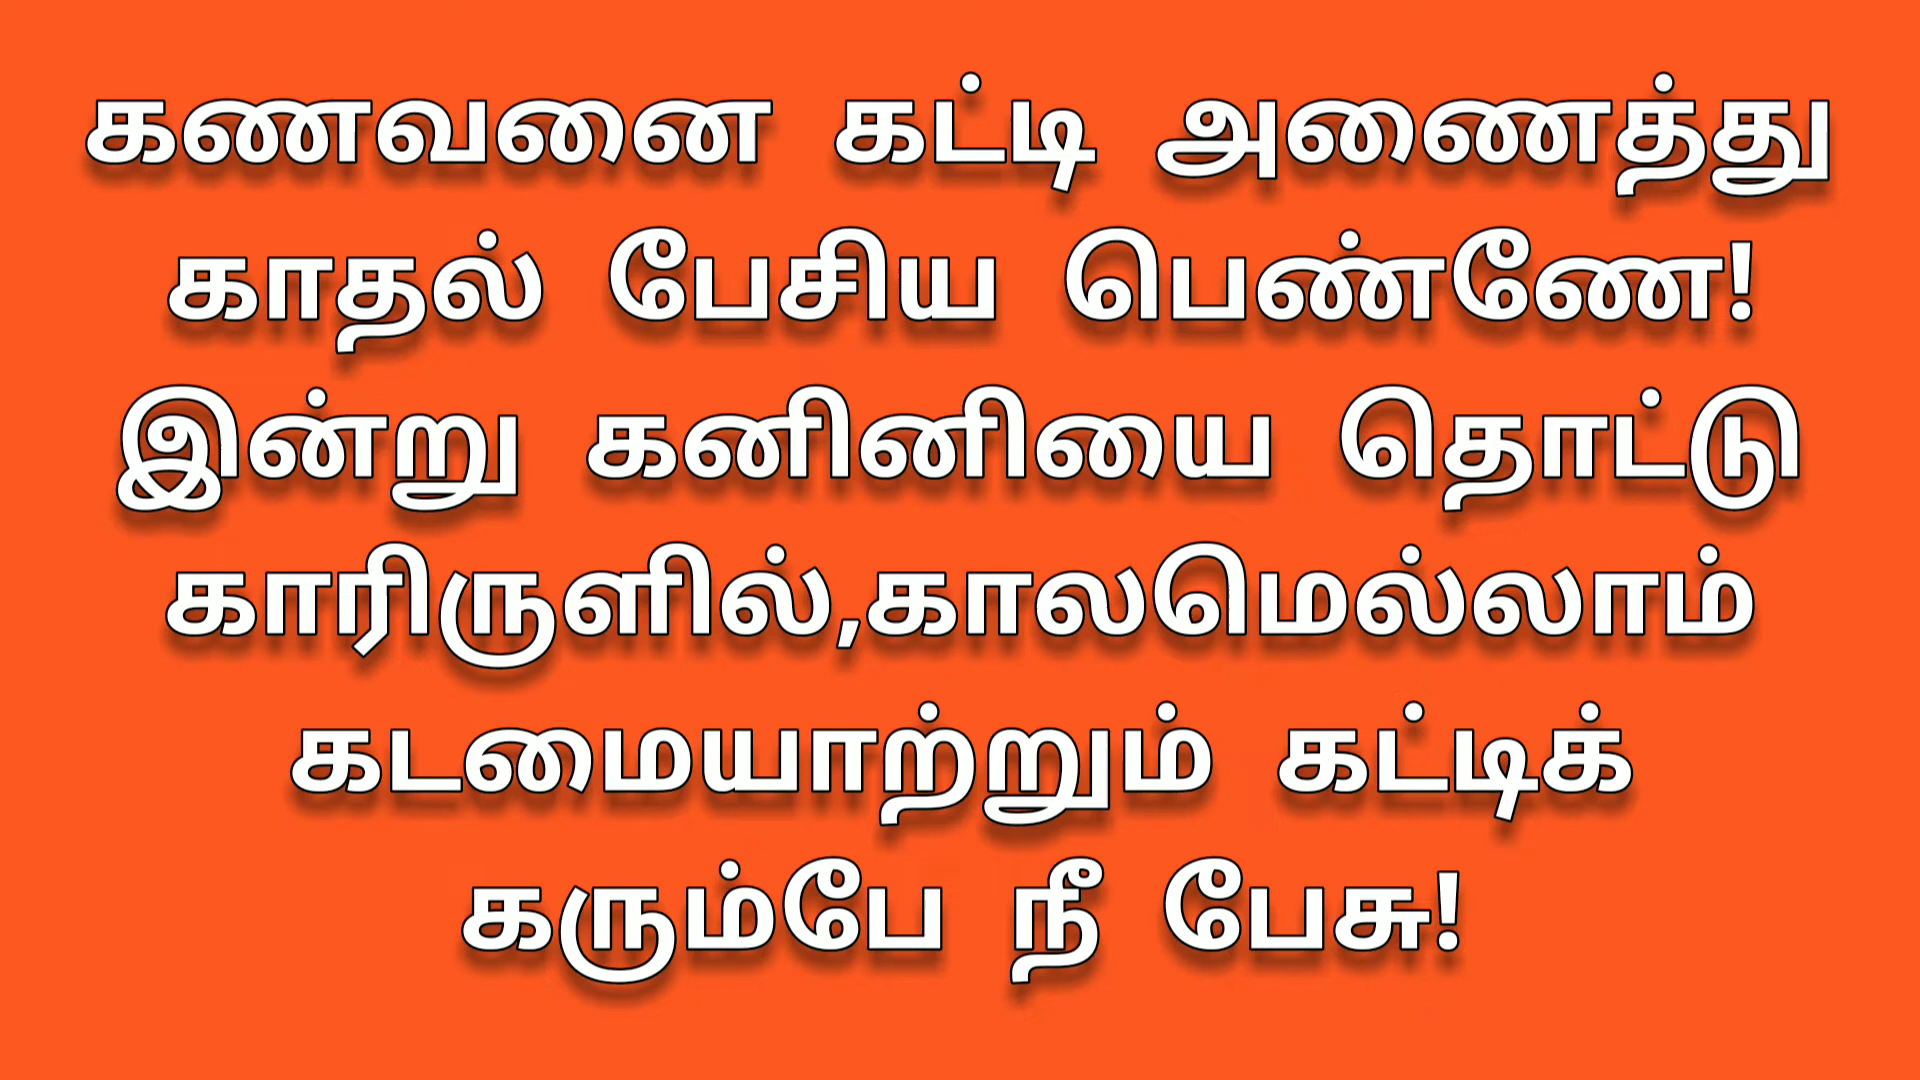 கணவனை கட்டி அணைத்து
காதல் பேசிய பெண்ணே!
இன்று கனினியை தொட்டு
காரிருளில்,காலமெல்லாம்
கடமையாற்றும் கட்டிக்
கரும்பே நீ பேசு!